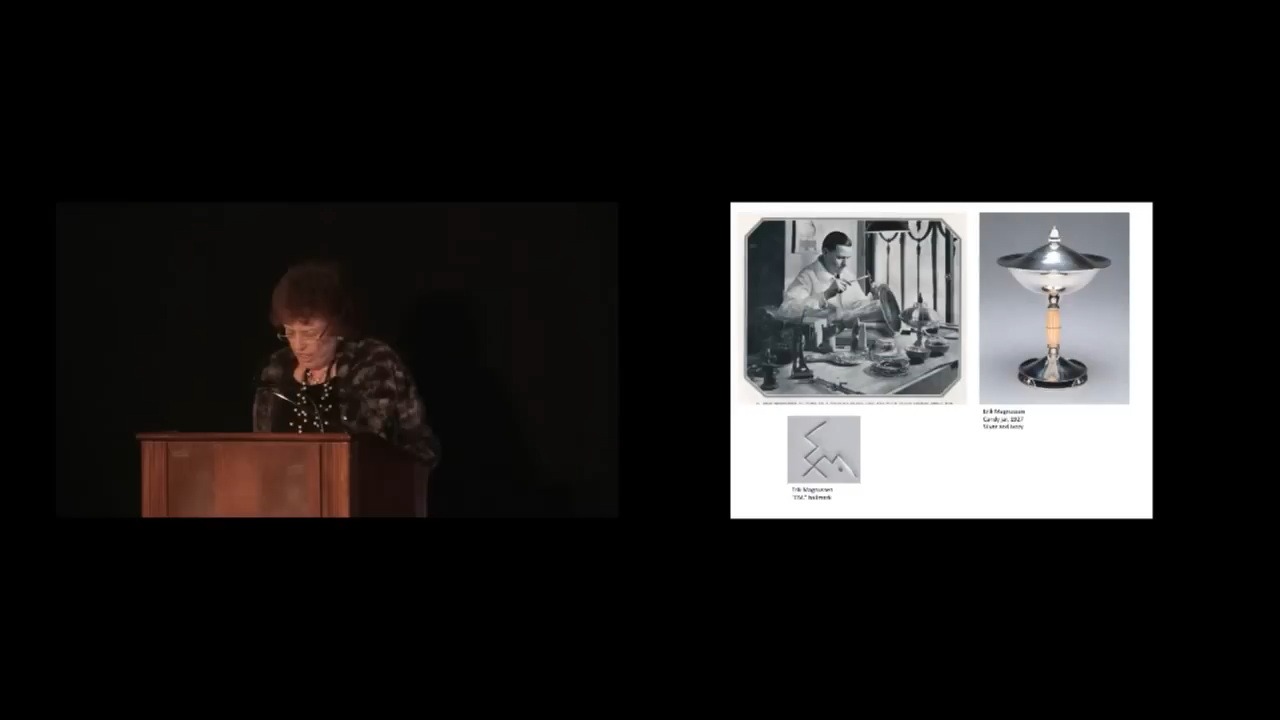 Erik Magnussen
Candy jar, 1927
Silver and ivory
Erik Magnussen
"EM" hallmark